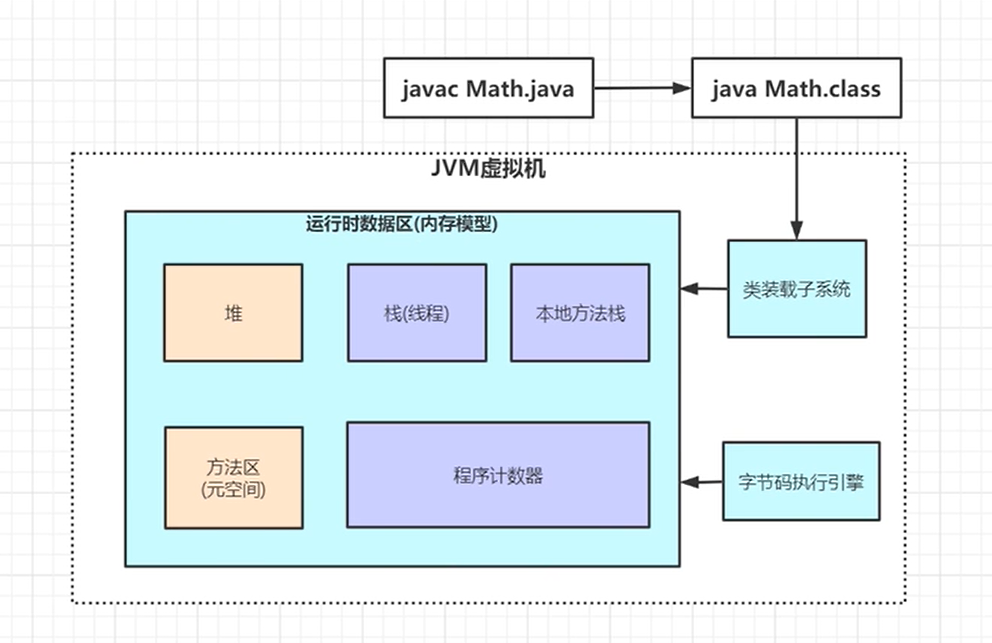 javac Math.java
java Math.class
JVM虚拟机
运行时数据区(内存模型)
堆
栈(线程)
本地方法栈
类装载子系统
方法区
(元空间)
程序计数器
字节码执行引擎